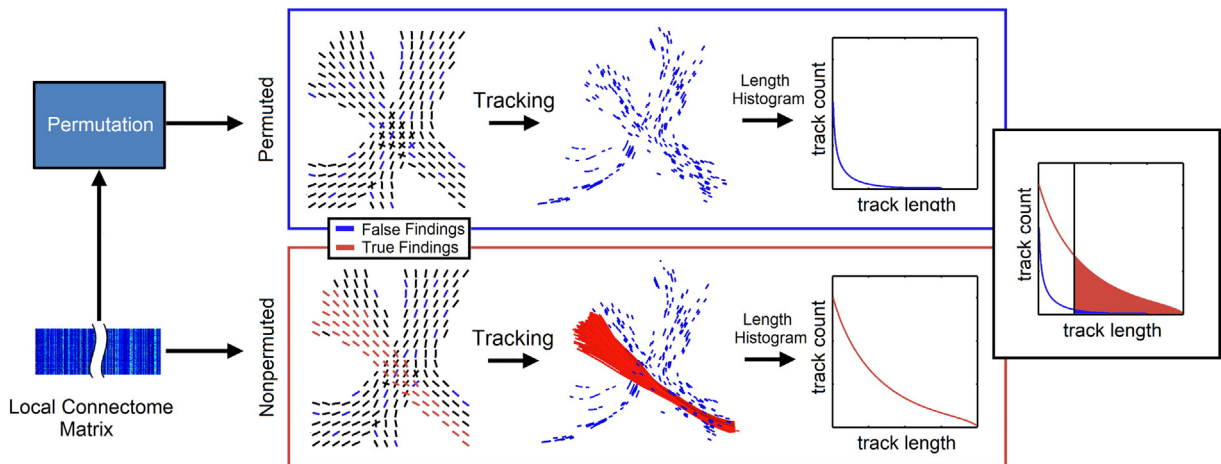 Permutation
Local Connectome
Matrix
Permuted
Tracking
Length
Histogram
track count
track length
False Findings
True Findings
Nonpermuted
Tracking
Length
Histogram
track count
track length
track count
track length